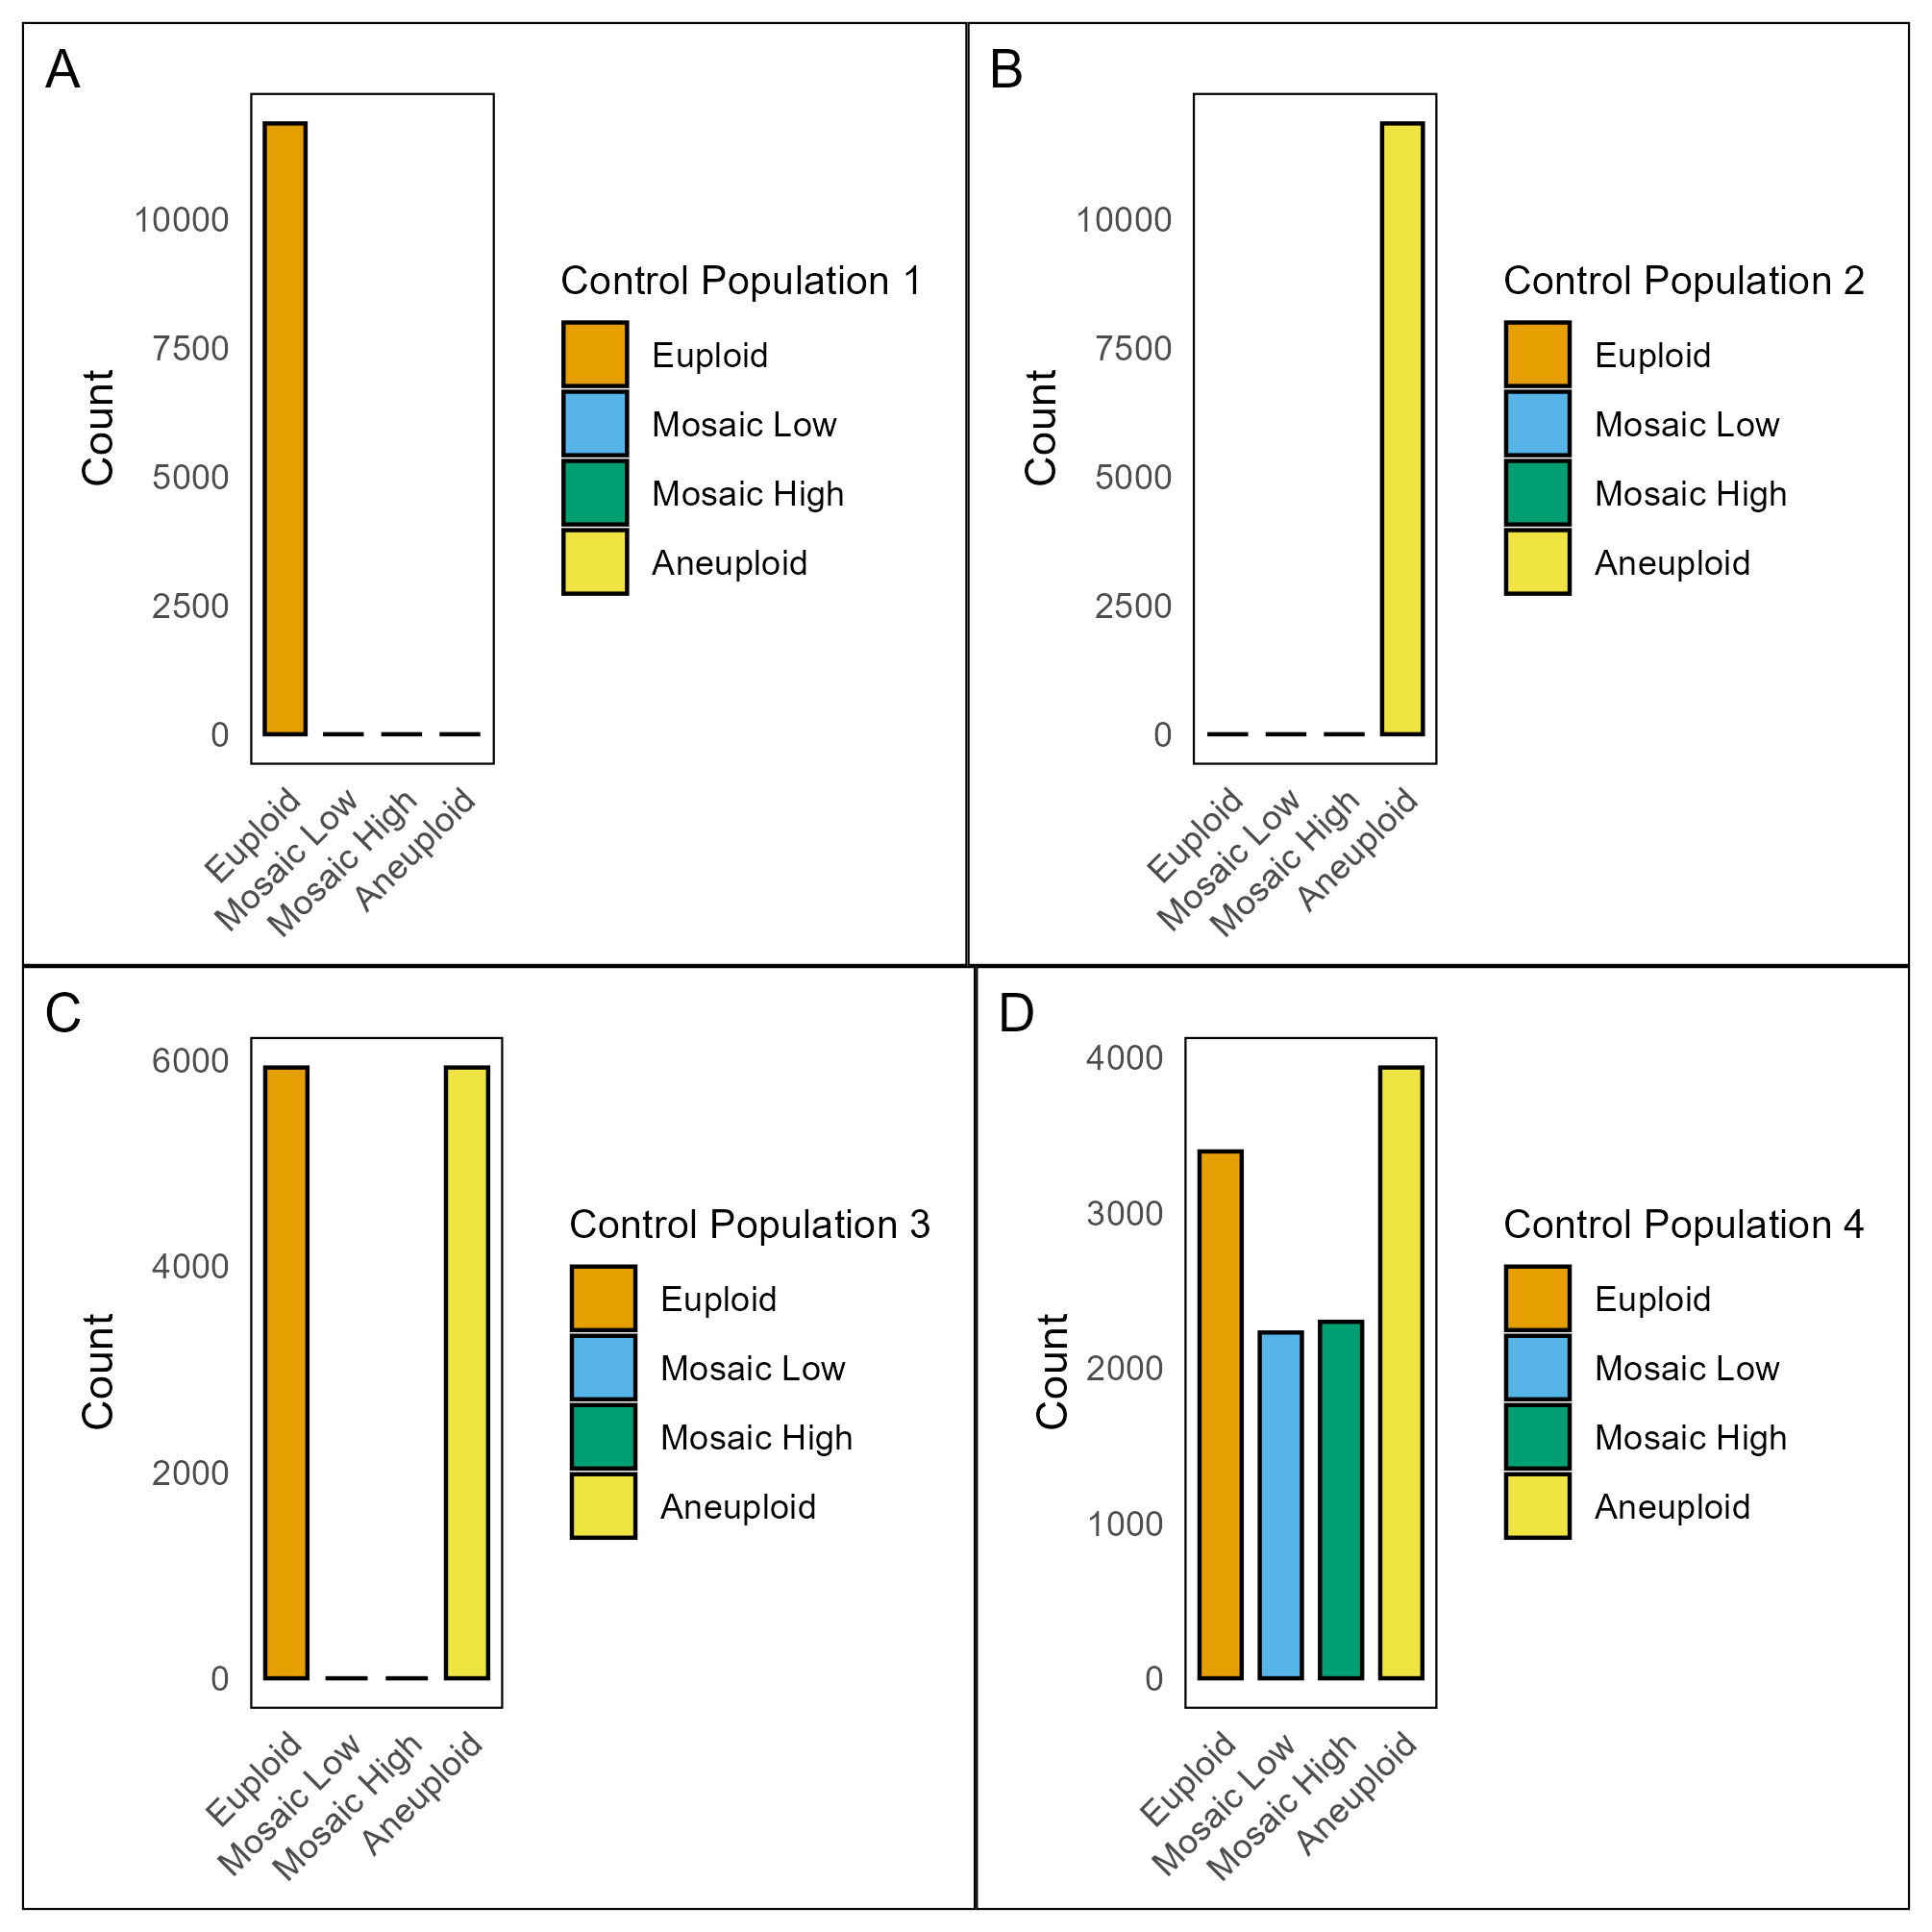 A
Count
10000
7500
5000
2500
0
Euploid
Mosaic Low
Mosaic High
Aneuploid
Control Population 1
Euploid
Mosaic Low
Mosaic High
Aneuploid
B
Count
10000
7500
5000
2500
0
Euploid
Mosaic Low
Mosaic High
Aneuploid
Control Population 2
Euploid
Mosaic Low
Mosaic High
Aneuploid
C
Count
6000
4000
2000
0
Euploid
Mosaic Low
Mosaic High
Aneuploid
Control Population 3
Euploid
Mosaic Low
Mosaic High
Aneuploid
D
Count
4000
3000
2000
1000
0
Euploid
Mosaic Low
Mosaic High
Aneuploid
Control Population 4
Euploid
Mosaic Low
Mosaic High
Aneuploid